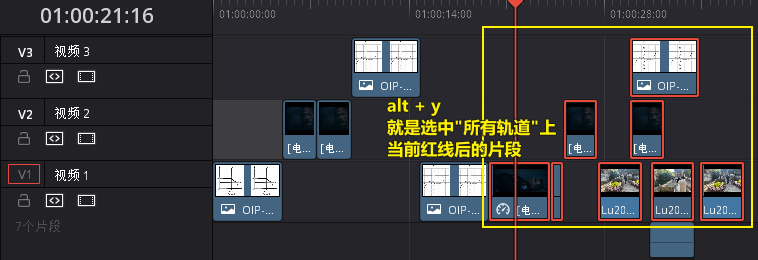 01:00:21:16
01:00:00:00
01:00:14:00
01:00:28:00
V3 视频 3
OIP-...
OIP-...
alt + y
就是选中"所有轨道"上
当前红线后的片段
V2 视频 2
[电...
[电...
[电...
[电...
V1 视频 1
7个片段
OIP-...
OIP-...
[电...
Lu20...
Lu20...
Lu20...